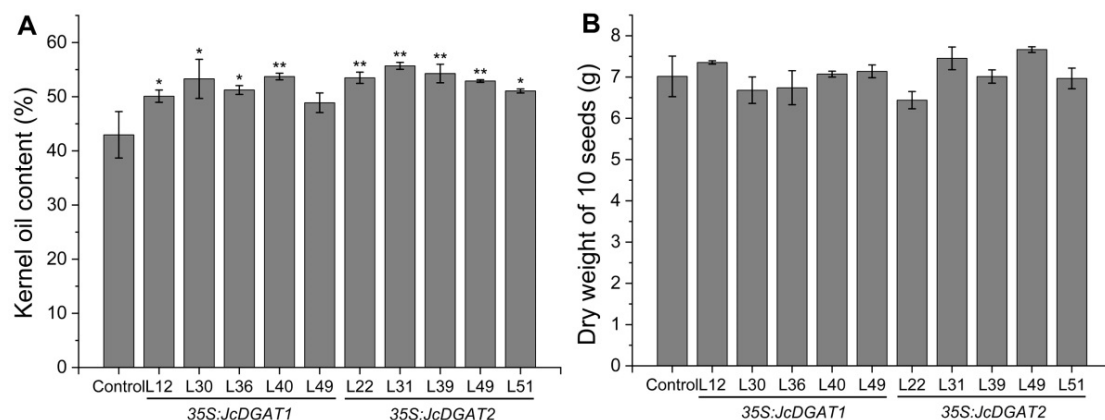 A
Kernel oil content (%)
60
50
40
30
20
10
0
* * * ** ** ** ** ** *
Control L12 L30 L36 L40 L49 L22 L31 L39 L49 L51
35S:JcDGAT1 35S:JcDGAT2
B
Dry weight of 10 seeds (g)
8
7
6
5
4
3
2
1
0
Control L12 L30 L36 L40 L49 L22 L31 L39 L49 L51
35S:JcDGAT1 35S:JcDGAT2